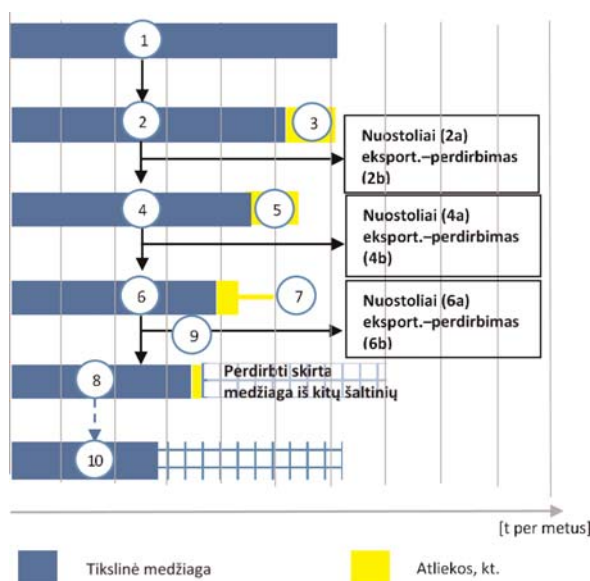 1
2
3
Nuostoliai (2a)
eksport.–perdirbimas
(2b)
4
5
Nuostoliai (4a)
eksport.–perdirbimas
(4b)
6
7
Nuostoliai (6a)
eksport.–perdirbimas
(6b)
9
8
Perdirbti skirta
medžiaga iš kitų šaltinių
10
[t per metus]
Tikslinė medžiaga
Atliekos, kt.